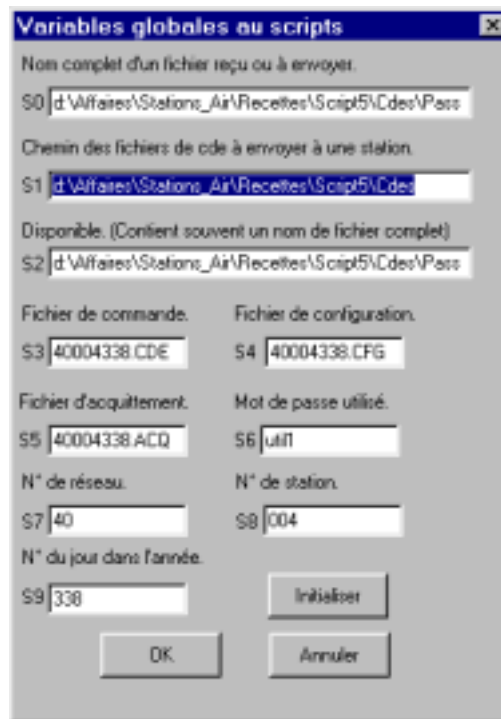 Variables globales au scripts
Nom complet d'un fichier reçu ou à envoyer.
S0 d:\Affaires\Stations_Air\Recettes\Script5\Cdes\Pass
Chemin des fichiers de cde à envoyer à une station.
S1 d:\Affaires\Stations_Air\Recettes\Script5\Cdes
Disponible. (Contient souvent un nom de fichier complet)
S2 d:\Affaires\Stations_Air\Recettes\Script5\Cdes\Pass
Fichier de commande. Fichier de configuration.
S3 40004338.CDE S4 40004338.CFG
Fichier d'acquittement. Mot de passe utilisé.
S5 40004338.ACQ S6 util1
N° de réseau. N° de station.
S7 40 S8 004
N° du jour dans l'année.
S9 338 Initialiser
OK Annuler